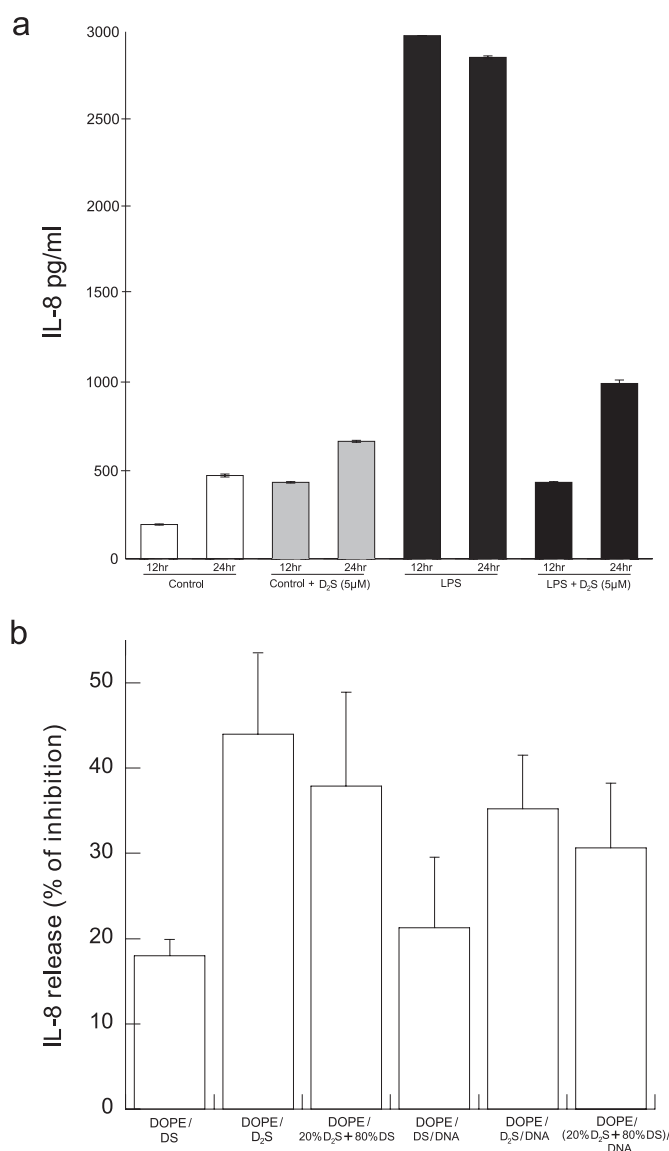 a
3000
2500
2000
1500
1000
500
0
IL-8 pg/ml
12hr 24hr 12hr 24hr 12hr 24hr 12hr 24hr
Control Control + D₂S (5µM) LPS LPS + D₂S (5µM)
b
50
40
30
20
10
0
IL-8 release (% of inhibition)
DOPE/ DOPE/ DOPE/ DOPE/ DOPE/ DOPE/
DS D₂S 20%D₂S+80%DS DS/DNA D₂S/DNA (20%D₂S+80%DS)/
DNA